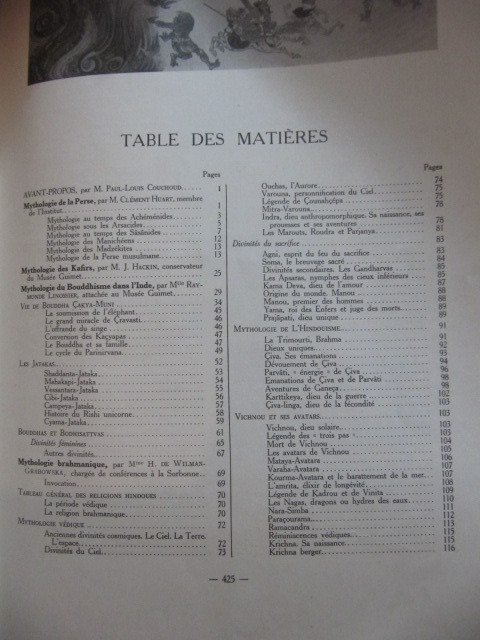 TABLE DES MATIÈRES
Pages
AVANT-PROPOS, par M. PAUL-LOUIS COUCHOUD...... I
Mythologie de la Perse, par M. CLÉMENT HUART, membre
de l'Institut.................... 1
Mythologie au temps des Achéménides............ 3
Mythologie sous les Arsacides.................... 5
Mythologie au temps des Sâsânides............... 7
Mythologie des Manichéens...................... 12
Mythologie des Mazdékites...................... 13
Mythologie de la Perse musulmane............... 13
Mythologie des Kafirs, par M. J. HACKIN, conservateur
du Musée Guimet............................. 25
Mythologie du Bouddhisme dans l'Inde, par Mlle RAY-
MONDE LINOSSIER, attachée au Musée Guimet....... 29
VIE DE BOUDDHA ÇAKYA-MUNI................... 34
La soumission de l'éléphant...................... 45
Le grand miracle de Çravasti.................... 45
L'offrande du singe............................. 46
Conversion des Kaçyapas........................ 47
Le Bouddha et sa famille........................ 47
Le cycle du Parinirvana......................... 49
LES JATAKAS.................................. 52
Shaddanta-Jataka.............................. 53
Mahakapi-Jataka............................... 54
Vessantara-Jataka............................. 55
Cibi-Jataka................................... 56
Campeya-Jataka................................ 57
Histoire du Rishi unicorne...................... 58
Cyama-Jataka.................................. 59
BOUDDHAS ET BODHISATTVAS..................... 61
Divinités féminines............................. 65
Autres divinités................................ 67
Mythologie brahmanique, par Mme H. DE WILMAN-
GRABOWSKA, chargée de conférences à la Sorbonne.. 69
Invocation..................................... 69
TABLEAU GÉNÉRAL DES RELIGIONS HINDOUES......... 70
La période védique............................. 70
La religion brahmanique......................... 70
MYTHOLOGIE VÉDIQUE............................ 72
Anciennes divinités cosmiques. Le Ciel. La Terre.
L'espace....................................... 72
Divinités du Ciel............................... 73
Pages
Ouchas, l'Aurore............................... 74
Varouna, personnification du Ciel................ 75
Légende de Çounahçépa.......................... 75
Mitra-Varouna.................................. 78
Indra, dieu anthropomorphique. Sa naissance, ses
prouesses et ses aventures...................... 78
Les Marouts, Roudra et Parjanya................. 81
Divinités du sacrifice........................... 83
Agni, esprit du feu du sacrifice.................. 83
Soma, le breuvage sacré......................... 84
Divinités secondaires. Les Gandharvas............ 85
Les Apsaras, nymphes des cieux inférieurs........ 85
Kama Deva, dieu de l'amour..................... 87
Origine du monde. Manou........................ 88
Manou, premier des hommes..................... 88
Yama, roi des Enfers et juge des morts........... 89
Prajâpati, dieu unique........................... 89
MYTHOLOGIE DE L'HINDOUISME................... 91
La Trimourti, Brahma........................... 91
Dieux uniques.................................. 92
Çiva. Ses émanations............................ 93
Dévouement de Çiva............................ 94
Parvâti, « énergie » de Çiva..................... 96
Emanations de Çiva et de Parvâti................ 98
Aventures de Ganeça............................ 98
Karttikeya, dieu de la guerre.................... 102
Çiva-linga, dieu de la fécondité.................. 103
VICHNOU ET SES AVATARS........................ 103
Vichnou, dieu solaire............................ 103
Légende des « trois pas »....................... 103
Mort de Vichnou............................... 104
Les avatars de Vichnou......................... 105
Matsya-Avatara................................ 106
Varaha-Avatara................................ 107
Kourma-Avatara et le barattement de la mer...... 107
L'amrita, élixir de longévité..................... 108
Légende de Kadrou et de Vinita.................. 109
Les Nagas, dragons ou hydres des eaux........... 110
Nara-Simha.................................... 111
Paraçourama................................... 112
Ramacandra................................... 113
Réminiscences védiques......................... 115
Krichna. Sa naissance........................... 115
Krichna berger................................. 116
— 425 —